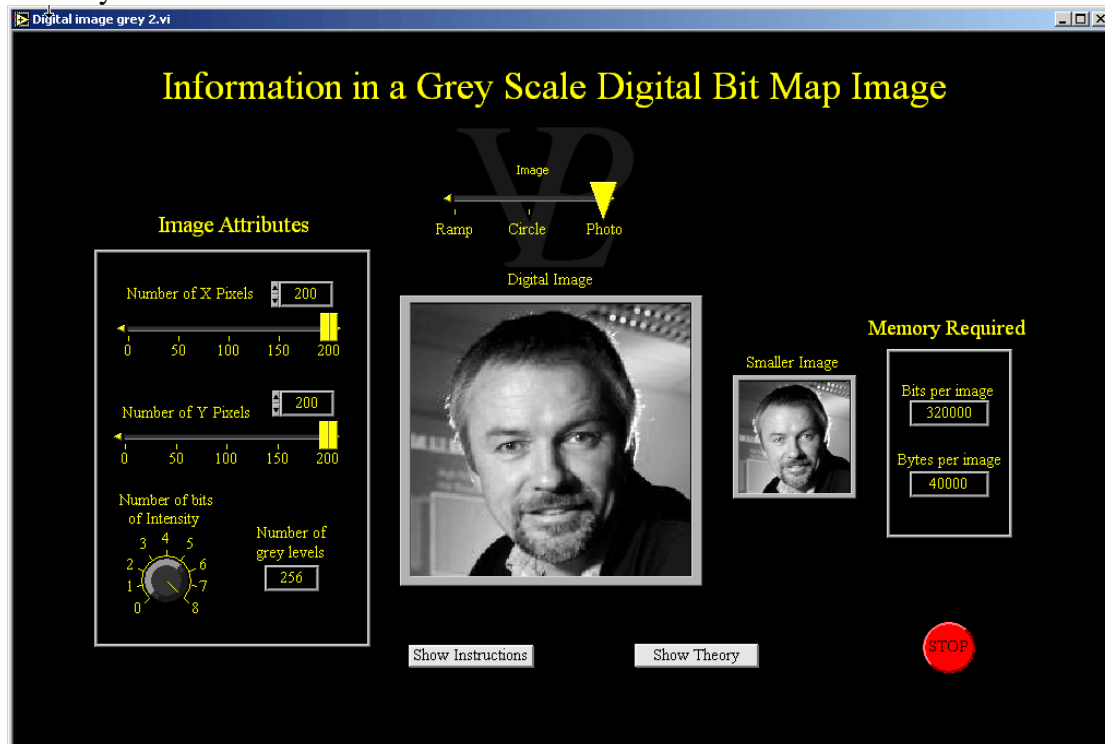 Digital image grey 2.vi
Information in a Grey Scale Digital Bit Map Image
Image
Ramp Circle Photo
Image Attributes
Number of X Pixels 200
0 50 100 150 200
Number of Y Pixels 200
0 50 100 150 200
Number of bits
of Intensity
0 1 2 3 4 5 6 7 8
Number of
grey levels
256
Digital Image
Smaller Image
Memory Required
Bits per image
320000
Bytes per image
40000
Show Instructions
Show Theory
STOP